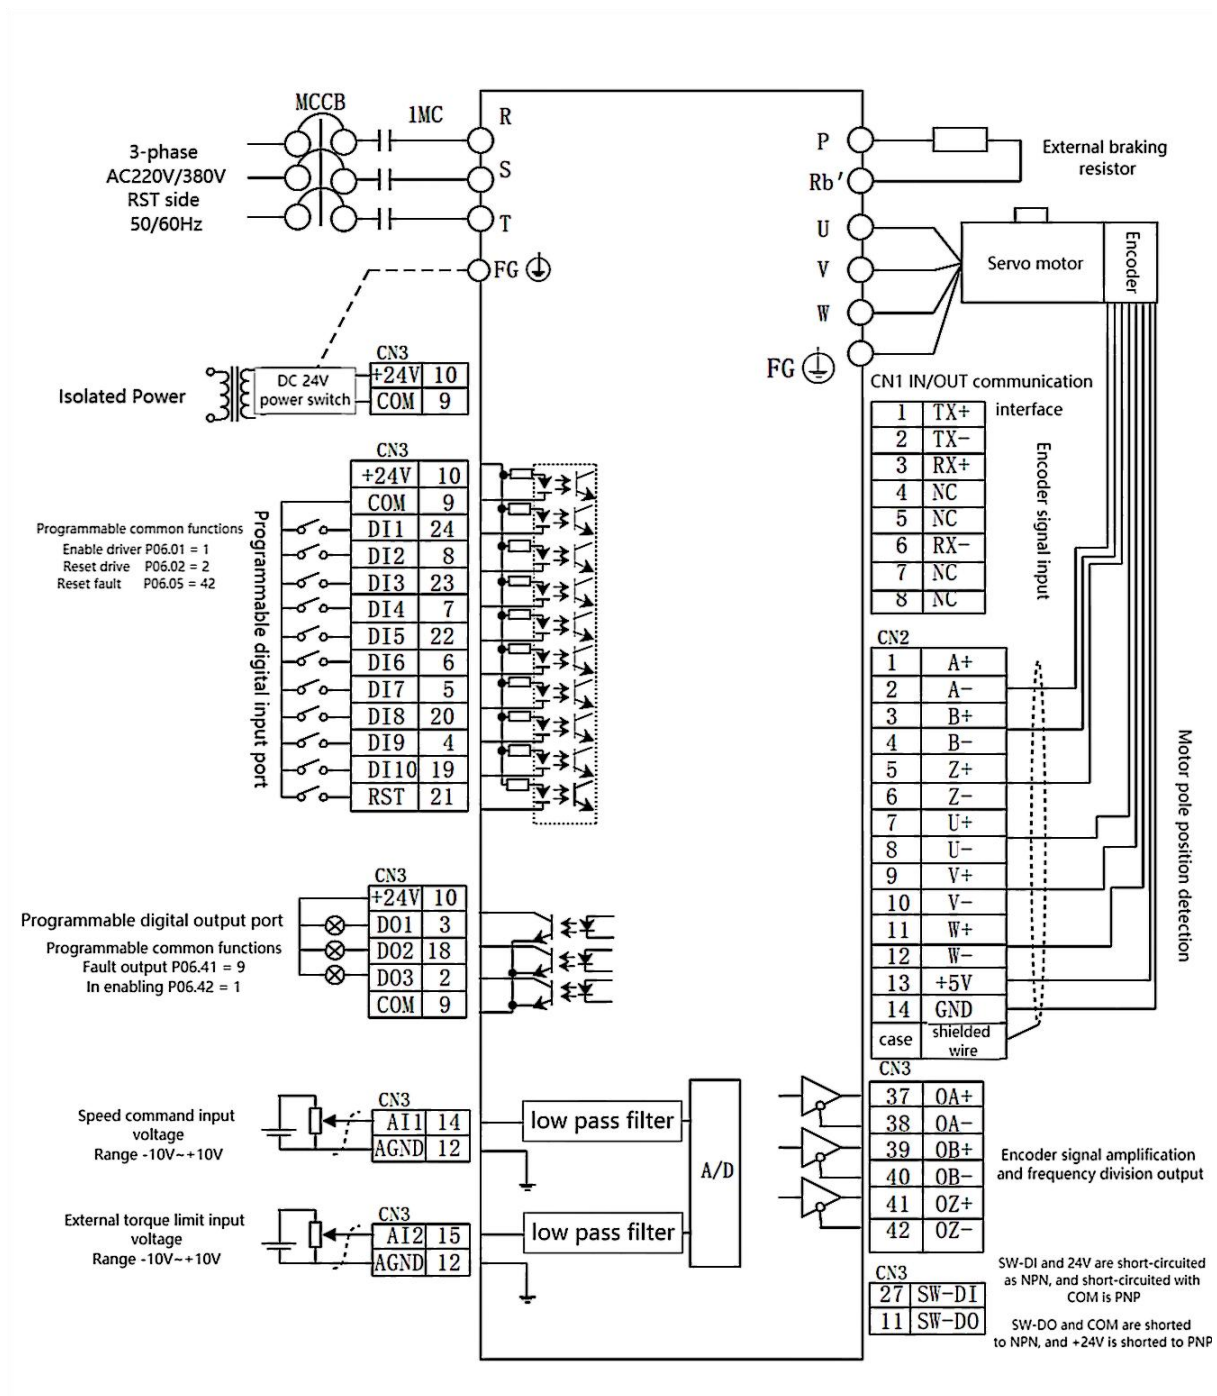 MCCB
1MC
3-phase
AC220V/380V
RST side
50/60Hz
R
S
T
FG
P
Rb'
External braking
resistor
U
V
W
FG
Servo motor
Encoder
Isolated Power
DC 24V
power switch
CN3
+24V 10
COM 9
CN1 IN/OUT communication
interface
1 TX+
2 TX-
3 RX+
4 NC
5 NC
6 RX-
7 NC
8 NC
Encoder signal input
CN3
+24V 10
COM 9
DI1 24
DI2 8
DI3 23
DI4 7
DI5 22
DI6 6
DI7 5
DI8 20
DI9 4
DI10 19
RST 21
Programmable common functions
Enable driver P06.01 = 1
Reset drive P06.02 = 2
Reset fault P06.05 = 42
Programmable digital input port
CN2
1 A+
2 A-
3 B+
4 B-
5 Z+
6 Z-
7 U+
8 U-
9 V+
10 V-
11 W+
12 W-
13 +5V
14 GND
case shielded
wire
Motor pole position detection
CN3
+24V 10
DO1 3
DO2 18
DO3 2
COM 9
Programmable digital output port
Programmable common functions
Fault output P06.41 = 9
In enabling P06.42 = 1
Speed command input
voltage
Range -10V~+10V
CN3
AI1 14
AGND 12
low pass filter
A/D
External torque limit input
voltage
Range -10V~+10V
CN3
AI2 15
AGND 12
low pass filter
CN3
37 OA+
38 OA-
39 OB+
40 OB-
41 OZ+
42 OZ-
Encoder signal amplification
and frequency division output
CN3
27 SW-DI
11 SW-DO
SW-DI and 24V are short-circuited
as NPN, and short-circuited with
COM is PNP
SW-DO and COM are shorted
to NPN, and +24V is shorted to PNP